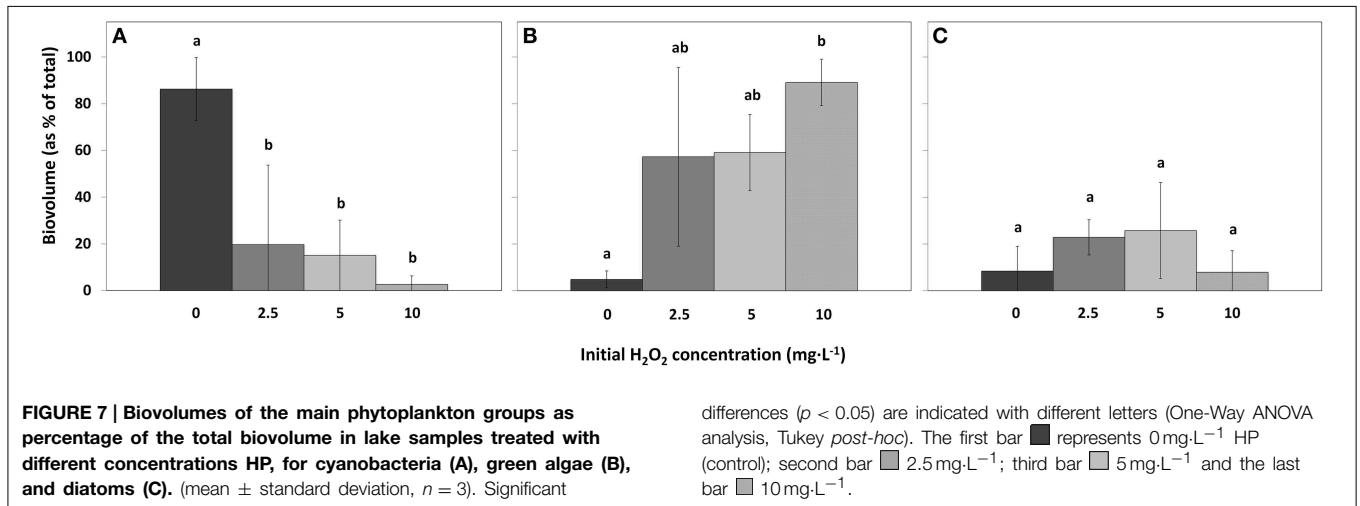 A
B
C
a
b
b
b
a
ab
ab
b
a
a
a
a
100
80
60
40
20
0
Biovolume (as % of total)
0 2.5 5 10
0 2.5 5 10
0 2.5 5 10
Initial H₂O₂ concentration (mg·L⁻¹)
FIGURE 7 | Biovolumes of the main phytoplankton groups as
percentage of the total biovolume in lake samples treated with
different concentrations HP, for cyanobacteria (A), green algae (B),
and diatoms (C). (mean ± standard deviation, n = 3). Significant
differences (p < 0.05) are indicated with different letters (One-Way ANOVA
analysis, Tukey post-hoc). The first bar represents 0 mg·L⁻¹ HP
(control); second bar 2.5 mg·L⁻¹; third bar 5 mg·L⁻¹ and the last
bar 10 mg·L⁻¹.